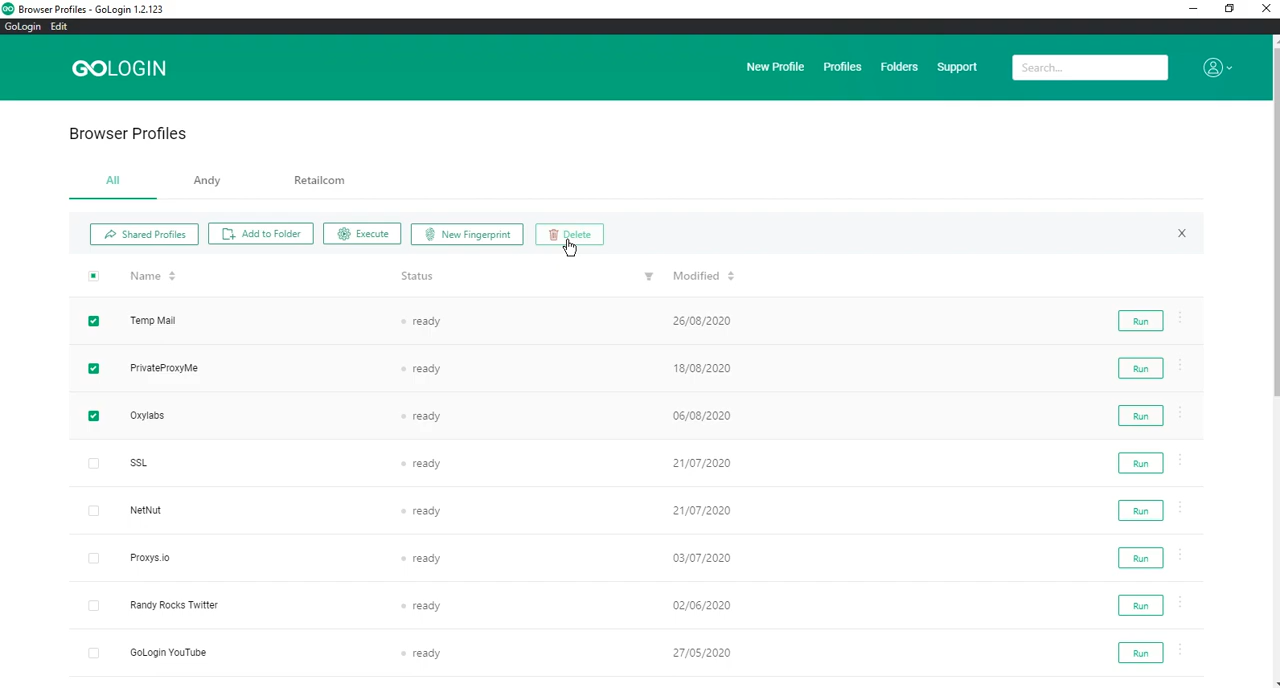 Browser Profiles - GoLogin 1.2.123
GoLogin Edit
GOLOGIN New Profile Profiles Folders Support Search...
Browser Profiles
All Andy Retailcom
Shared Profiles Add to Folder Execute New Fingerprint Delete
Name Status Modified
Temp Mail ready 26/08/2020 Run
PrivateProxyMe ready 18/08/2020 Run
Oxylabs ready 06/08/2020 Run
SSL ready 21/07/2020 Run
NetNut ready 21/07/2020 Run
Proxys.io ready 03/07/2020 Run
Randy Rocks Twitter ready 02/06/2020 Run
GoLogin YouTube ready 27/05/2020 Run